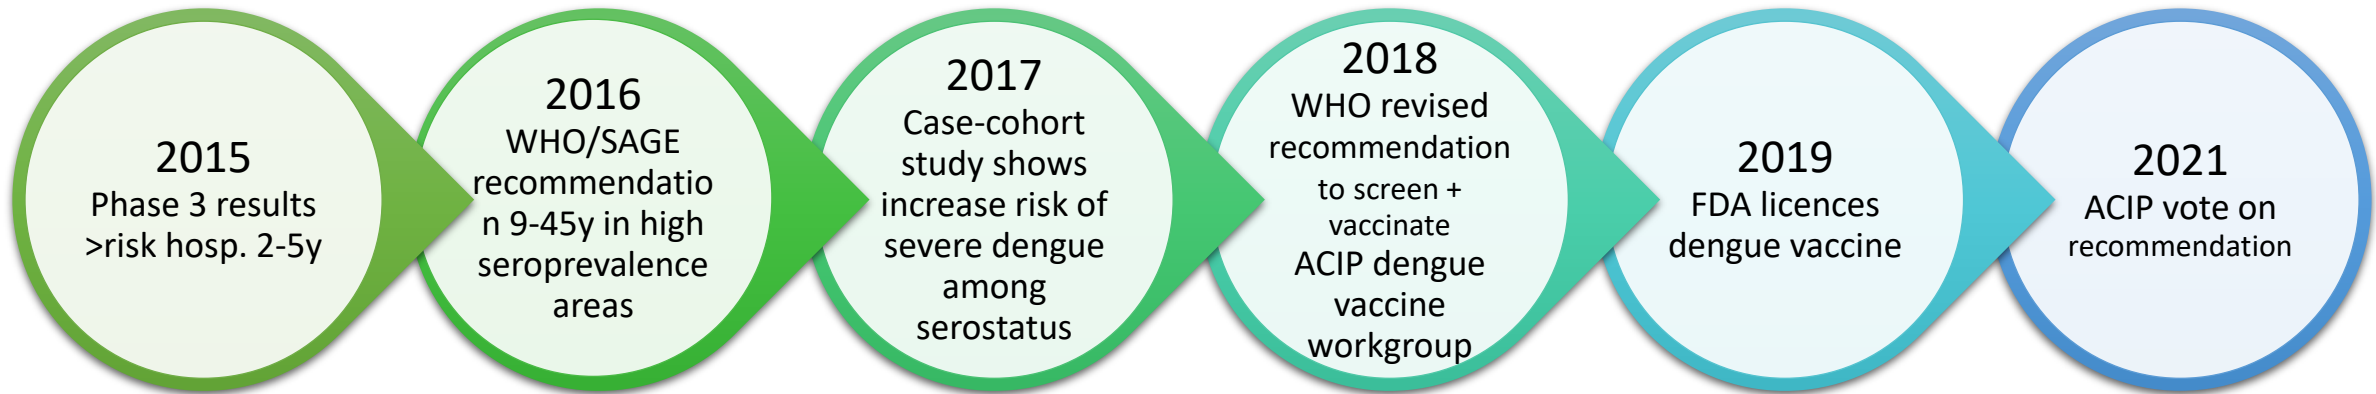 2015
Phase 3 results
>risk hosp. 2-5y
2016
WHO/SAGE
recommendatio
n 9-45y in high
seroprevalence
areas
2017
Case-cohort
study shows
increase risk of
severe dengue
among
serostatus
2018
WHO revised
recommendation
to screen +
vaccinate
ACIP dengue
vaccine
workgroup
2019
FDA licences
dengue vaccine
2021
ACIP vote on
recommendation